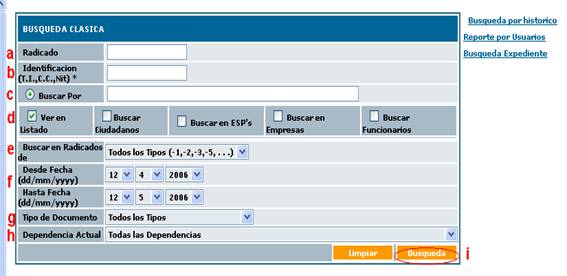 BUSQUEDA CLASICA
Busqueda por historico
Reporte por Usuarios
Busqueda Expediente
a Radicado
b Identificacion
(T.I.,C.C.,Nit) *
c Buscar Por
d Ver en
Listado
Buscar
Ciudadanos
Buscar en ESP's
Buscar en
Empresas
Buscar
Funcionarios
e Buscar en Radicados
de
Todos los Tipos (-1,-2,-3,-5, . . .)
f Desde Fecha
(dd/mm/yyyy)
12 4 2006
Hasta Fecha
(dd/mm/yyyy)
12 5 2006
g Tipo de Documento Todos los Tipos
h Dependencia Actual Todas las Dependencias
Limpiar Busqueda i